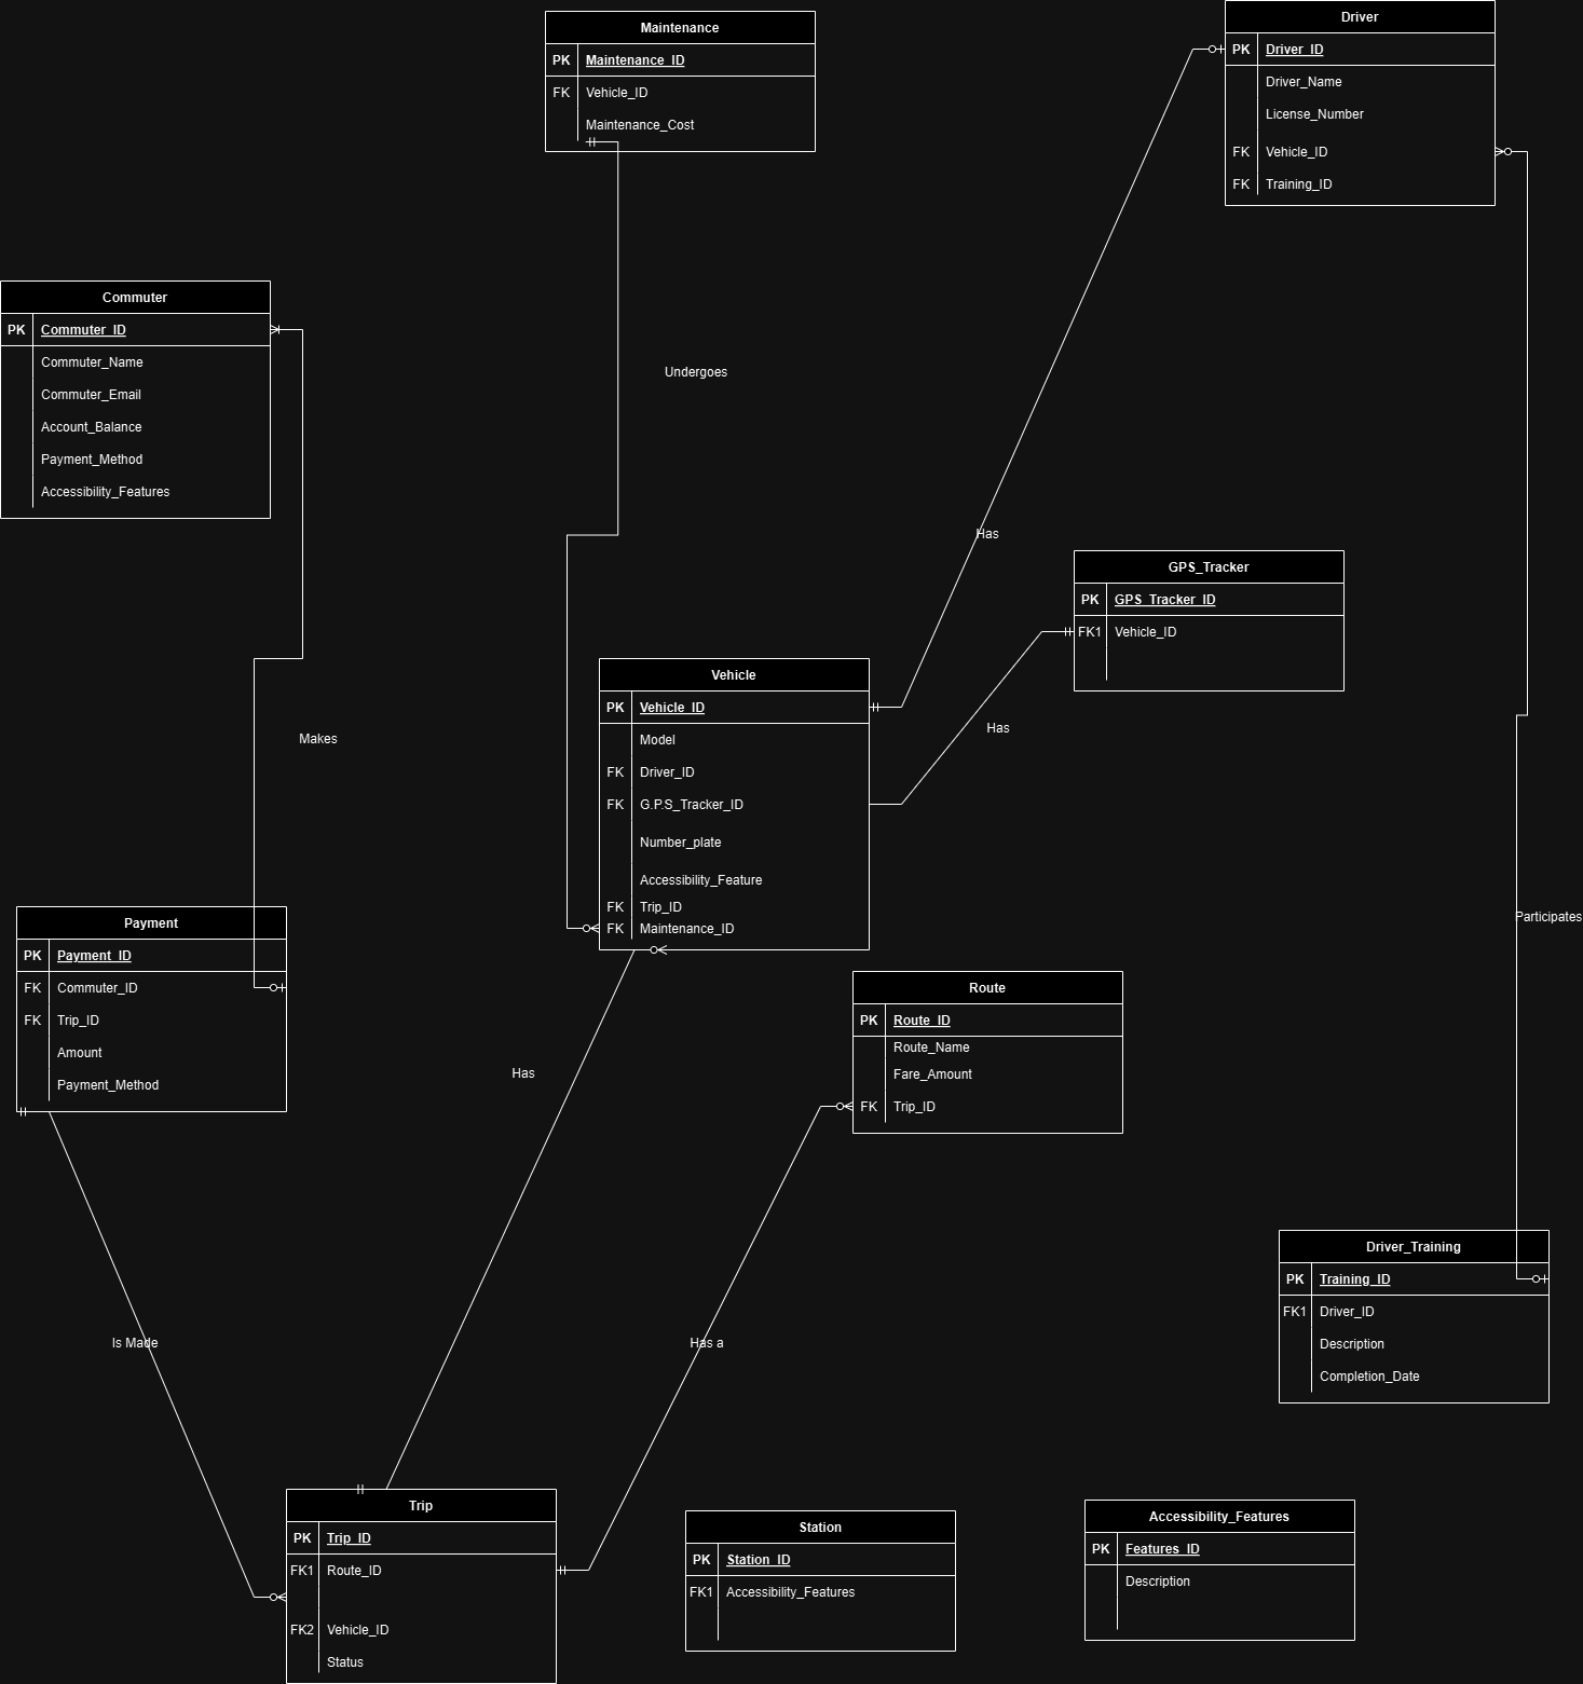 Maintenance
PK Maintenance_ID
FK Vehicle_ID
Maintenance_Cost
Driver
PK Driver_ID
Driver_Name
License_Number
FK Vehicle_ID
FK Training_ID
Commuter
PK Commuter_ID
Commuter_Name
Commuter_Email
Account_Balance
Payment_Method
Accessibility_Features
Undergoes
Has
GPS_Tracker
PK GPS_Tracker_ID
FK1 Vehicle_ID
Vehicle
PK Vehicle_ID
Model
FK Driver_ID
FK G.P.S_Tracker_ID
Number_plate
Accessibility_Feature
FK Trip_ID
FK Maintenance_ID
Has
Makes
Payment
PK Payment_ID
FK Commuter_ID
FK Trip_ID
Amount
Payment_Method
Participates
Route
PK Route_ID
Route_Name
Fare_Amount
FK Trip_ID
Has
Driver_Training
PK Training_ID
FK1 Driver_ID
Description
Completion_Date
Is Made
Has a
Trip
PK Trip_ID
FK1 Route_ID
FK2 Vehicle_ID
Status
Station
PK Station_ID
FK1 Accessibility_Features
Accessibility_Features
PK Features_ID
Description